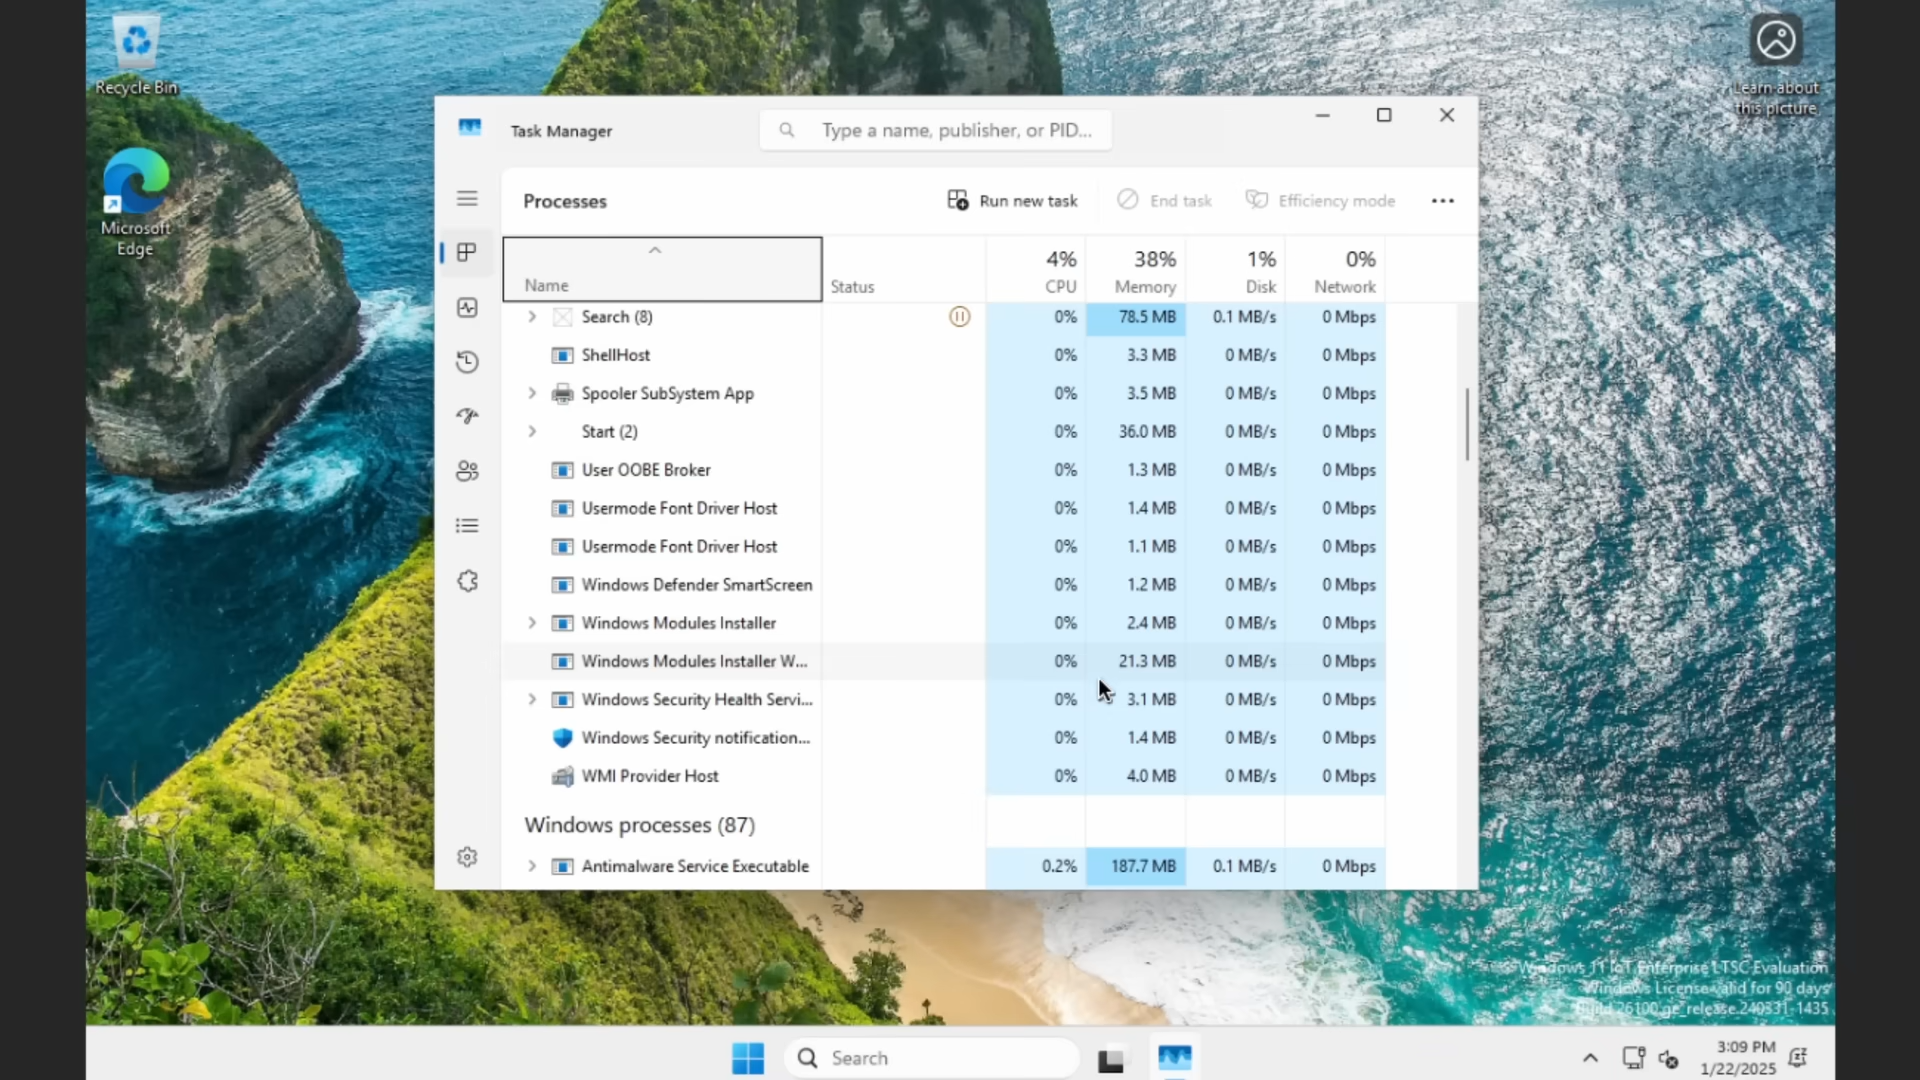 Recycle Bin
Microsoft
Edge
Learn about
this picture
Task Manager
Type a name, publisher, or PID...
Processes
Run new task
End task
Efficiency mode
Name
Status
4%
CPU
38%
Memory
1%
Disk
0%
Network
Search (8) 0% 78.5 MB 0.1 MB/s 0 Mbps
ShellHost 0% 3.3 MB 0 MB/s 0 Mbps
Spooler SubSystem App 0% 3.5 MB 0 MB/s 0 Mbps
Start (2) 0% 36.0 MB 0 MB/s 0 Mbps
User OOBE Broker 0% 1.3 MB 0 MB/s 0 Mbps
Usermode Font Driver Host 0% 1.4 MB 0 MB/s 0 Mbps
Usermode Font Driver Host 0% 1.1 MB 0 MB/s 0 Mbps
Windows Defender SmartScreen 0% 1.2 MB 0 MB/s 0 Mbps
Windows Modules Installer 0% 2.4 MB 0 MB/s 0 Mbps
Windows Modules Installer W... 0% 21.3 MB 0 MB/s 0 Mbps
Windows Security Health Servi... 0% 3.1 MB 0 MB/s 0 Mbps
Windows Security notification... 0% 1.4 MB 0 MB/s 0 Mbps
WMI Provider Host 0% 4.0 MB 0 MB/s 0 Mbps
Windows processes (87)
Antimalware Service Executable 0.2% 187.7 MB 0.1 MB/s 0 Mbps
Windows 11 IoT Enterprise LTSC Evaluation
Windows License valid for 90 days
Build 26100.ge_release.240331-1435
Search
3:09 PM
1/22/2025